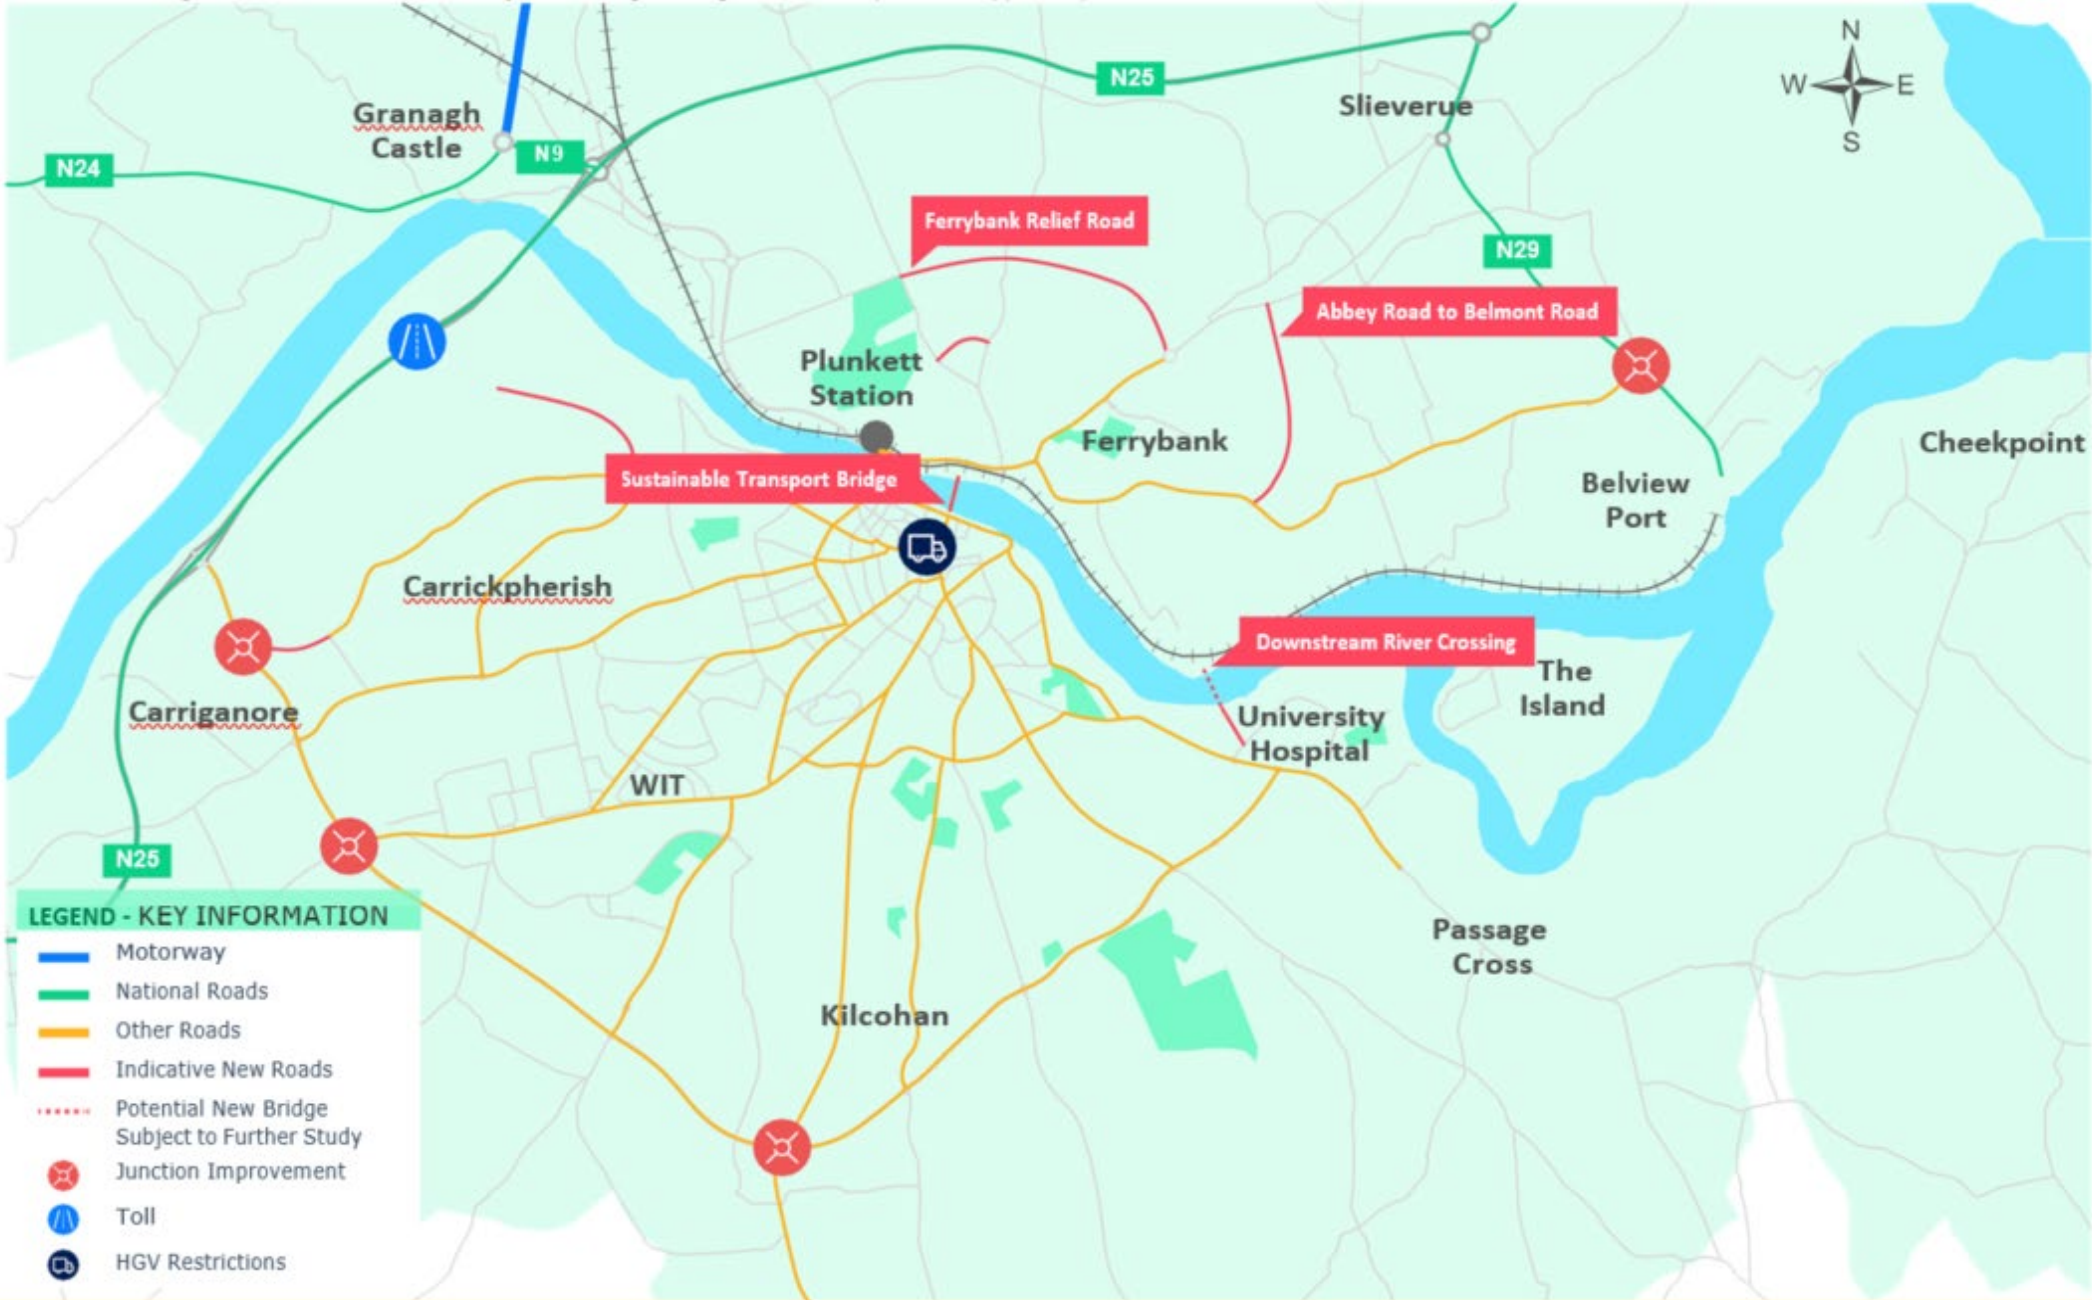 N
W E
S
N25
Slieverue
Granagh
Castle
N9
N24
Ferrybank Relief Road
N29
Abbey Road to Belmont Road
Plunkett
Station
Ferrybank
Cheekpoint
Sustainable Transport Bridge
Belview
Port
Carrickpherish
Downstream River Crossing
The
Island
Carriganore
University
Hospital
WIT
N25
Passage
Cross
Kilcohan
LEGEND - KEY INFORMATION
Motorway
National Roads
Other Roads
Indicative New Roads
Potential New Bridge
Subject to Further Study
Junction Improvement
Toll
HGV Restrictions